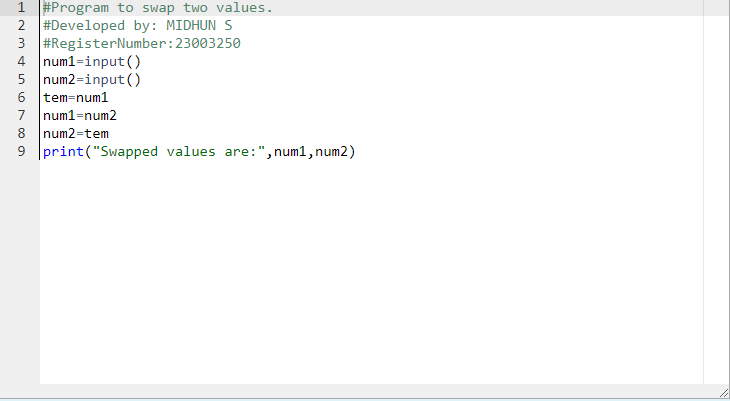 1 #Program to swap two values.
2 #Developed by: MIDHUN S
3 #RegisterNumber:23003250
4 num1=input()
5 num2=input()
6 tem=num1
7 num1=num2
8 num2=tem
9 print("Swapped values are:",num1,num2)